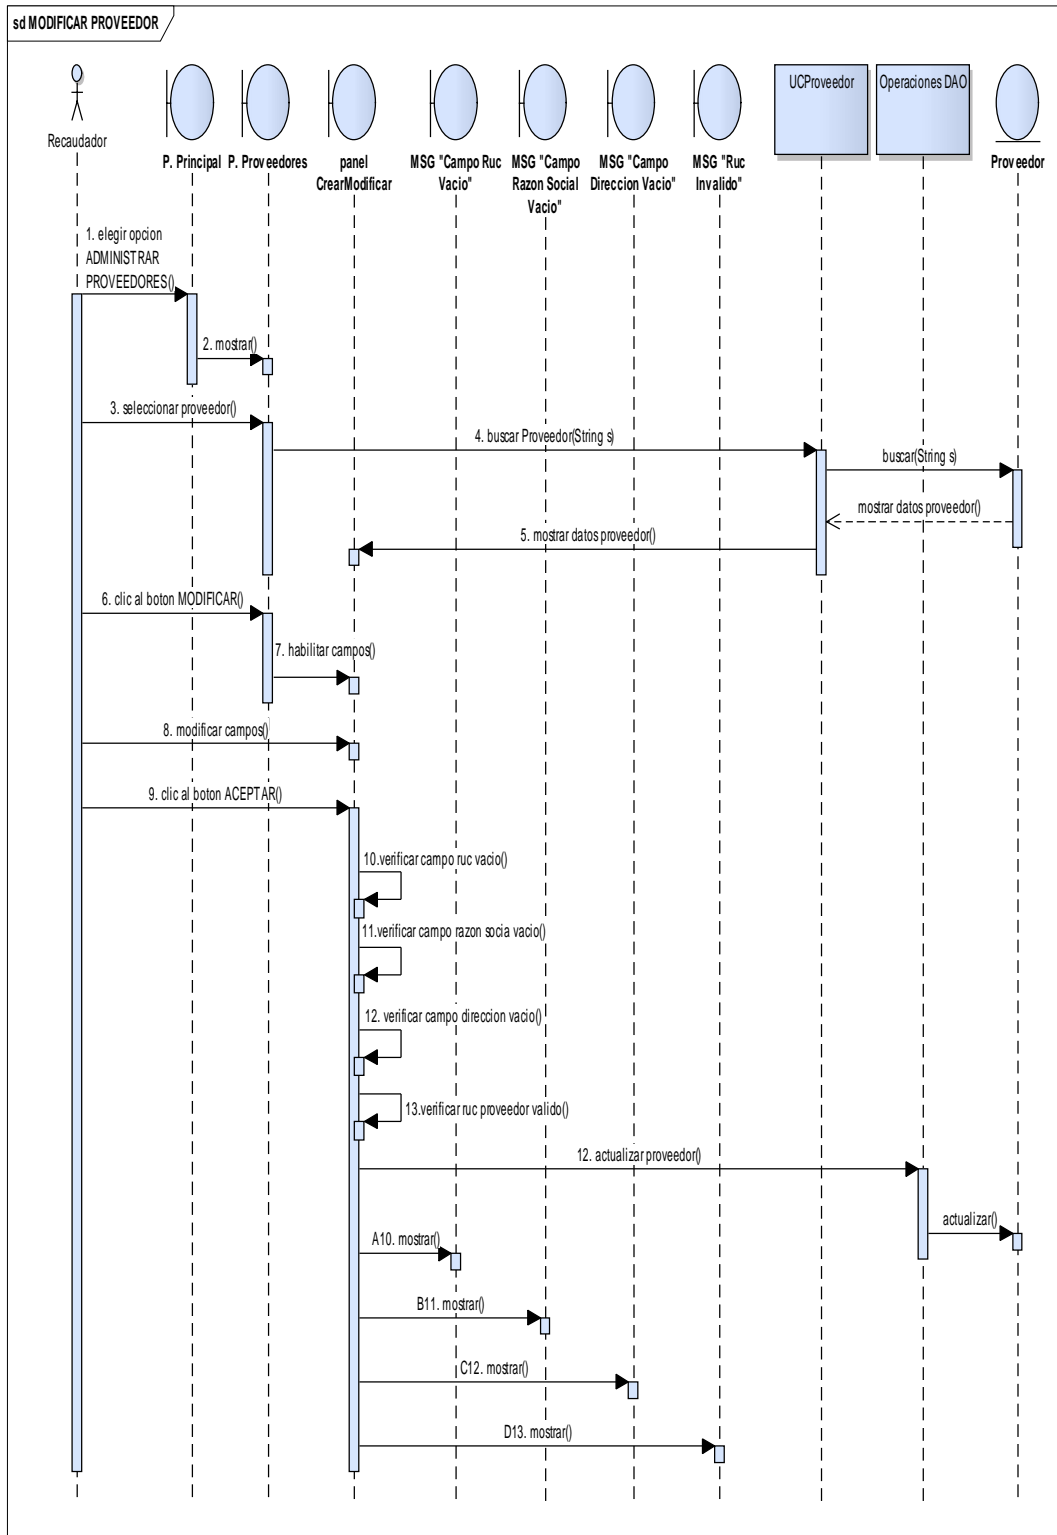 sd MODIFICAR PROVEEDOR
Recaudador
P. Principal
P. Proveedores
panel
CrearModificar
MSG "Campo Ruc
Vacio"
MSG "Campo
Razon Social
Vacio"
MSG "Campo
Direccion Vacio"
MSG "Ruc
Invalido"
UCProveedor
Operaciones DAO
Proveedor
1. elegir opcion
ADMINISTRAR
PROVEEDORES()
2. mostrar()
3. seleccionar proveedor()
4. buscar Proveedor(String s)
buscar(String s)
mostrar datos proveedor()
5. mostrar datos proveedor()
6. clic al boton MODIFICAR()
7. habilitar campos()
8. modificar campos()
9. clic al boton ACEPTAR()
10.verificar campo ruc vacio()
11.verificar campo razon socia vacio()
12. verificar campo direccion vacio()
13.verificar ruc proveedor valido()
12. actualizar proveedor()
actualizar()
A10. mostrar()
B11. mostrar()
C12. mostrar()
D13. mostrar()